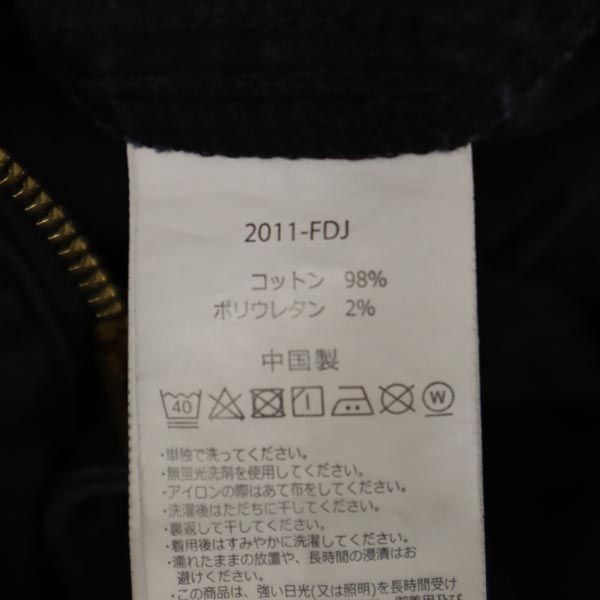 2011-FDJ
コットン 98%
ポリウレタン 2%
中国製
40 W
・単独で洗ってください。
・無蛍光洗剤を使用してください。
・アイロンの際はあて布をしてください。
・洗濯後はただちに干してください。
・裏返して干してください。
・着用後はすみやかに洗濯してください。
・濡れたままの放置や、長時間の浸漬はお
避けください。
・この商品は、強い日光(又は照明)を長時間受け